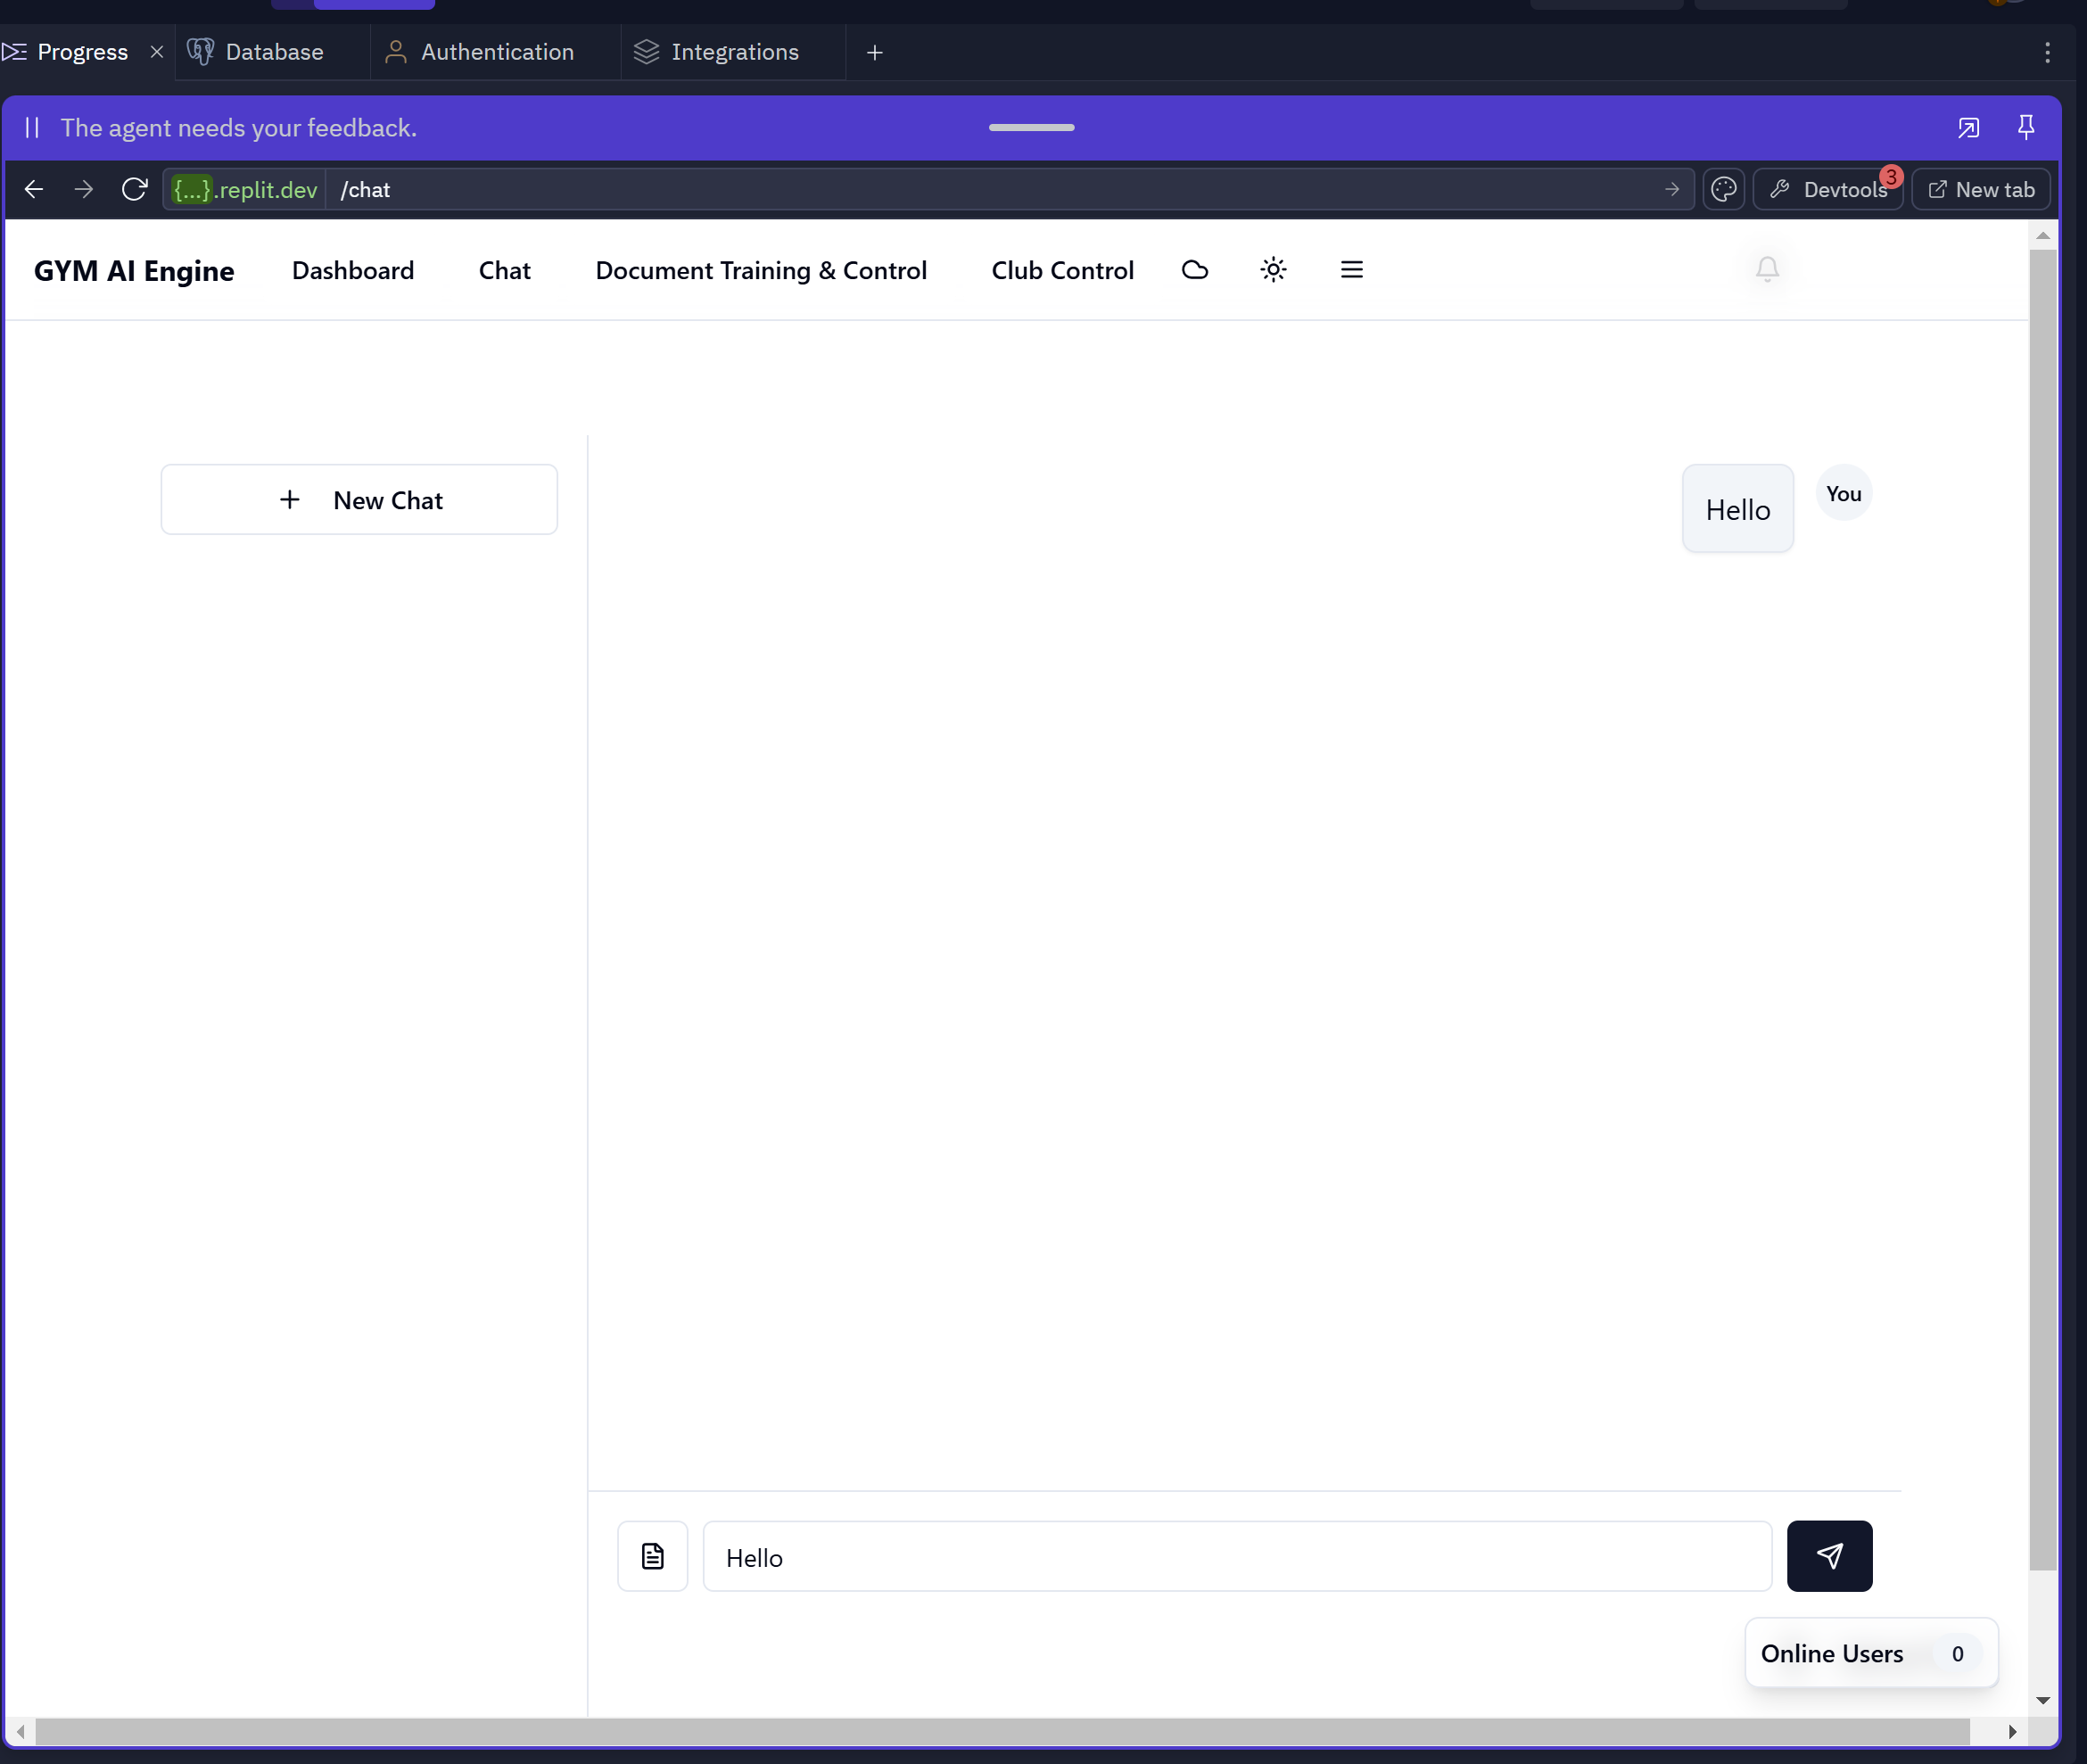 Progress Database Authentication Integrations
The agent needs your feedback.
{...}.replit.dev /chat Devtools 3 New tab
GYM AI Engine Dashboard Chat Document Training & Control Club Control
New Chat
Hello You
Hello
Online Users 0